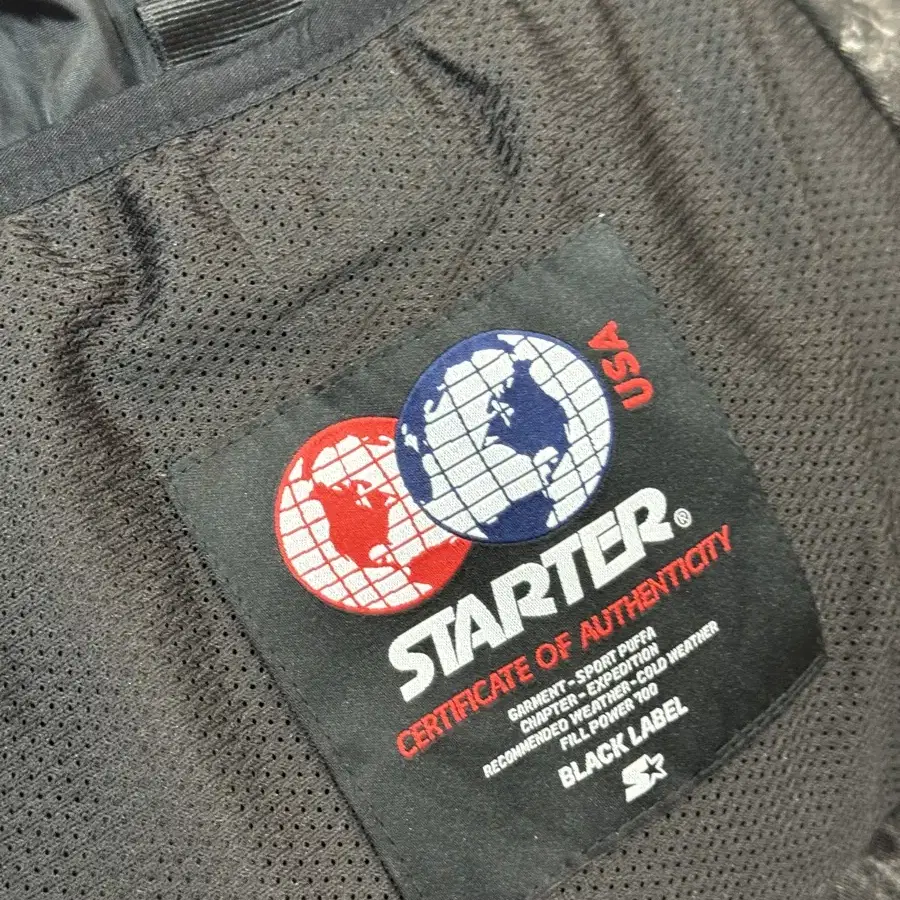 USA
STARTER®
CERTIFICATE OF AUTHENTICITY
GARMENT-SPORT PUFFA
CHAPTER-EXPEDITION
RECOMMENDED WEATHER-COLD WEATHER
FILL POWER 700
BLACK LABEL
S